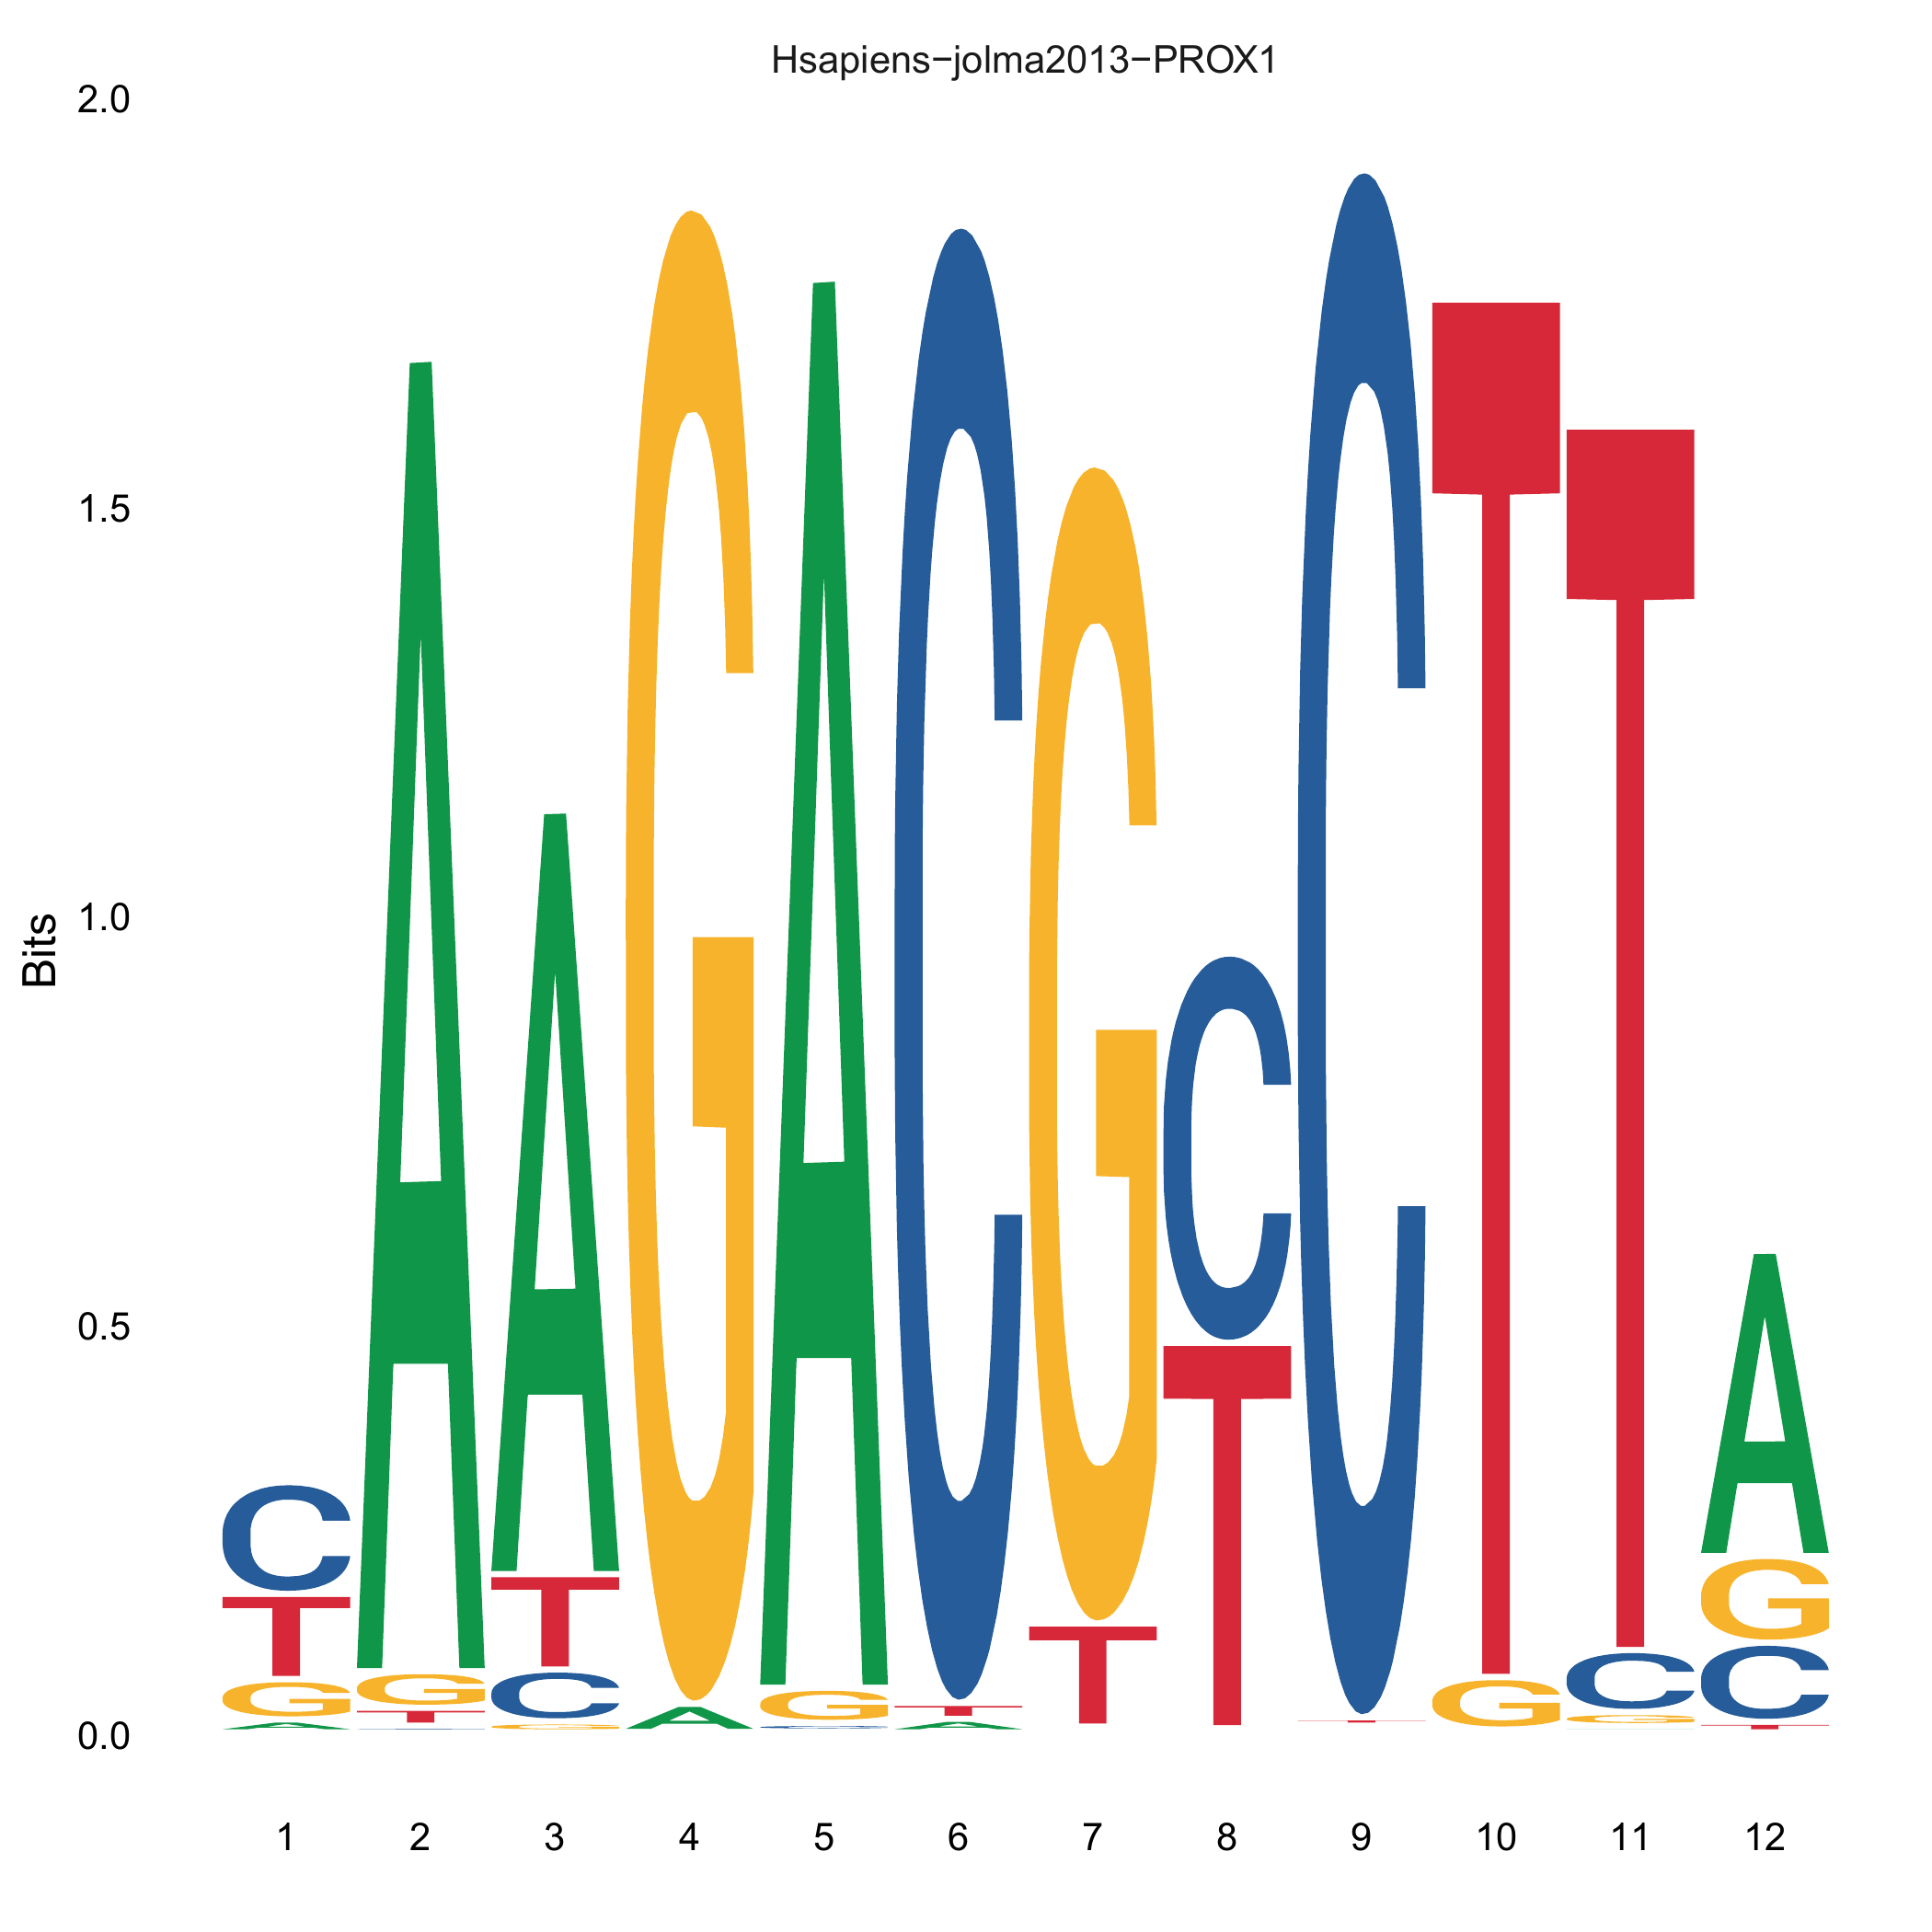 Hsapiens−jolma2013−PROX1
2.0
1.5
1.0
0.5
0.0
Bits
C A A G A C G C C T T A
T G T A G T T T T G C G
G T C C A G C
A C G T
1 2 3 4 5 6 7 8 9 10 11 12